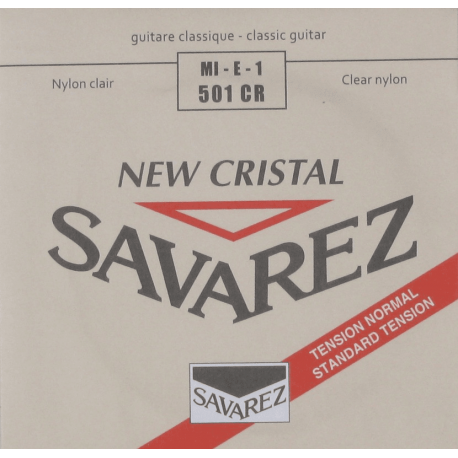 guitare classique - classic guitar
Nylon clair
MI - E - 1
501 CR
Clear nylon
NEW CRISTAL
SAVAREZ
TENSION NORMAL
STANDARD TENSION
SAVAREZ